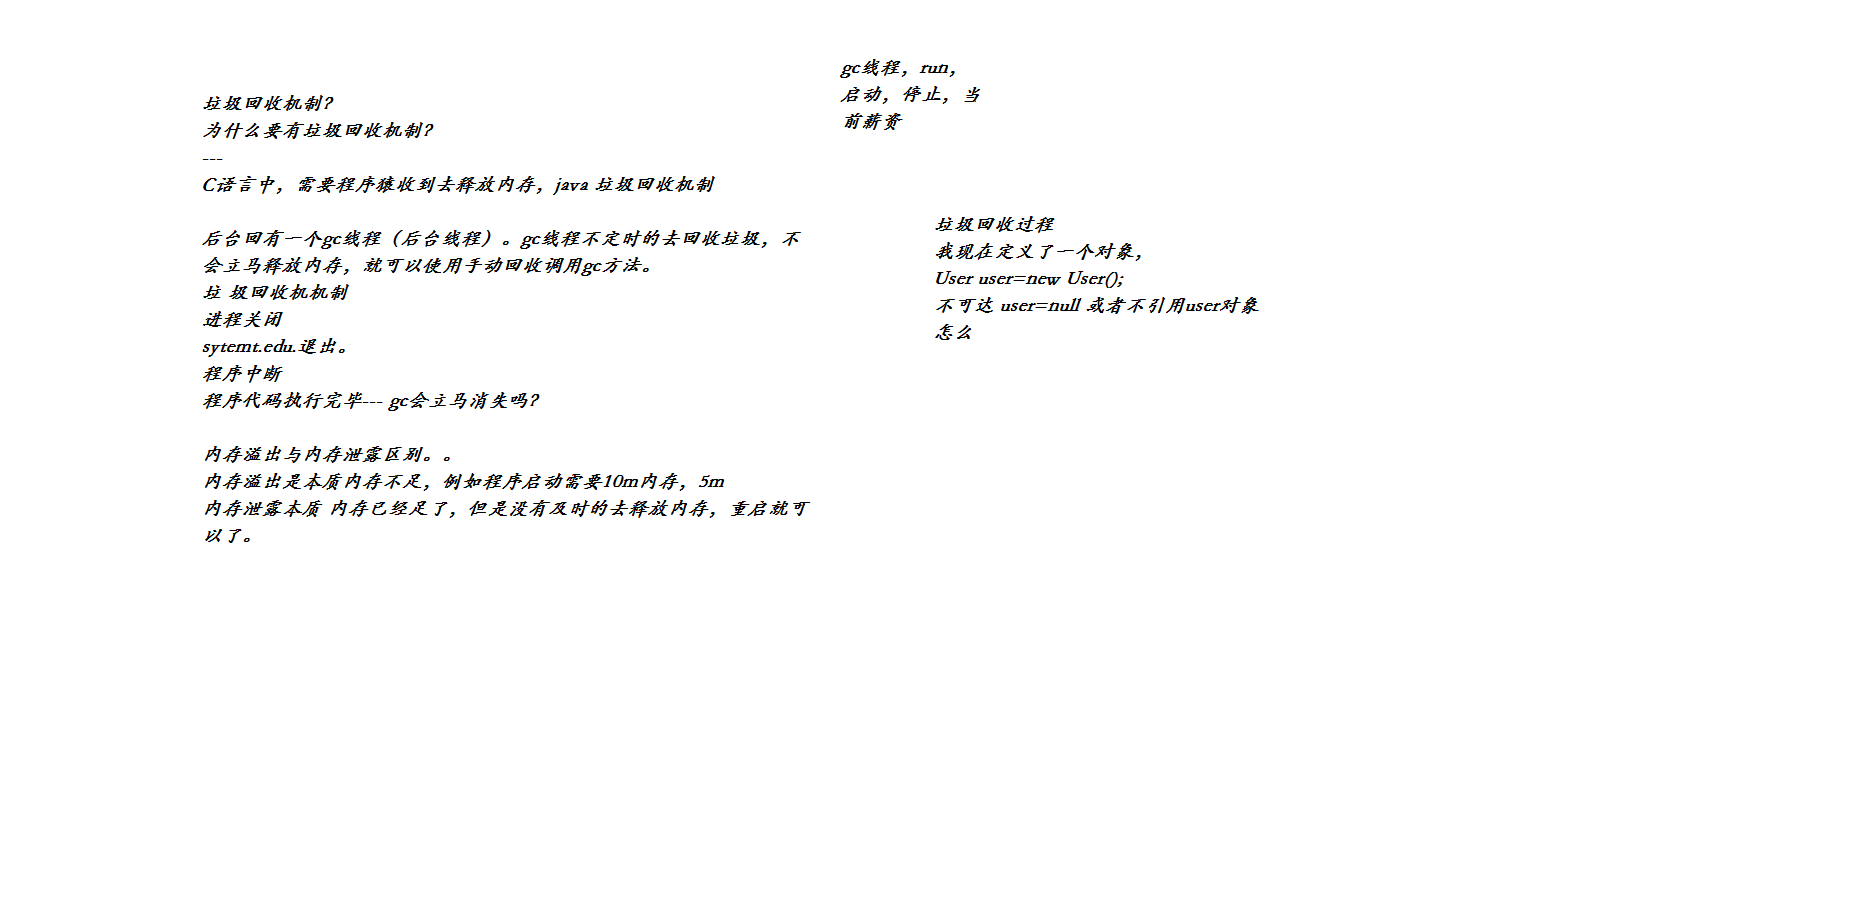 垃圾回收机制?
为什么要有垃圾回收机制?
---
C语言中，需要程序猿收到去释放内存，java 垃圾回收机制
后台回有一个gc线程（后台线程）。gc线程不定时的去回收垃圾，不
会立马释放内存，就可以使用手动回收调用gc方法。
垃 圾回收机机制
进程关闭
sytemt.edu.退出。
程序中断
程序代码执行完毕--- gc会立马消失吗?
内存溢出与内存泄露区别。。
内存溢出是本质内存不足，例如程序启动需要10m内存，5m
内存泄露本质 内存已经足了，但是没有及时的去释放内存，重启就可
以了。
gc线程，run，
启动，停止，当
前薪资
垃圾回收过程
我现在定义了一个对象，
User user=new User();
不可达 user=null 或者不引用user对象
怎么